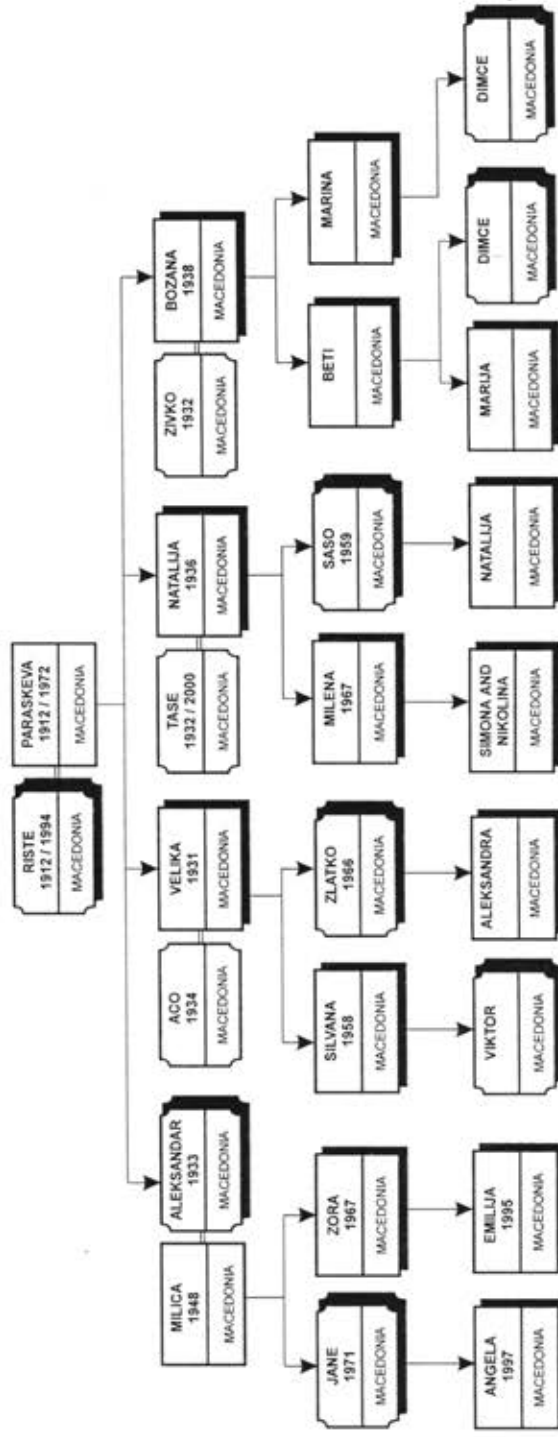 RISTE
1912 / 1994
MACEDONIA
PARASKEVA
1912 / 1972
MACEDONIA
MILICA
1948
MACEDONIA
ALEKSANDAR
1933
MACEDONIA
ACO
1934
MACEDONIA
VELIKA
1931
MACEDONIA
TASE
1932 / 2000
MACEDONIA
NATALIJA
1936
MACEDONIA
ZIVKO
1932
MACEDONIA
BOZANA
1938
MACEDONIA
JANE
1971
MACEDONIA
ZORA
1967
MACEDONIA
SILVANA
1958
MACEDONIA
ZLATKO
1966
MACEDONIA
MILENA
1967
MACEDONIA
SASO
1959
MACEDONIA
BETI
MACEDONIA
MARINA
MACEDONIA
ANGELA
1997
MACEDONIA
EMILIJA
1995
MACEDONIA
VIKTOR
MACEDONIA
ALEKSANDRA
MACEDONIA
SIMONA AND
NIKOLINA
MACEDONIA
NATALIJA
MACEDONIA
MARIJA
MACEDONIA
DIMCE
MACEDONIA
DIMCE
MACEDONIA